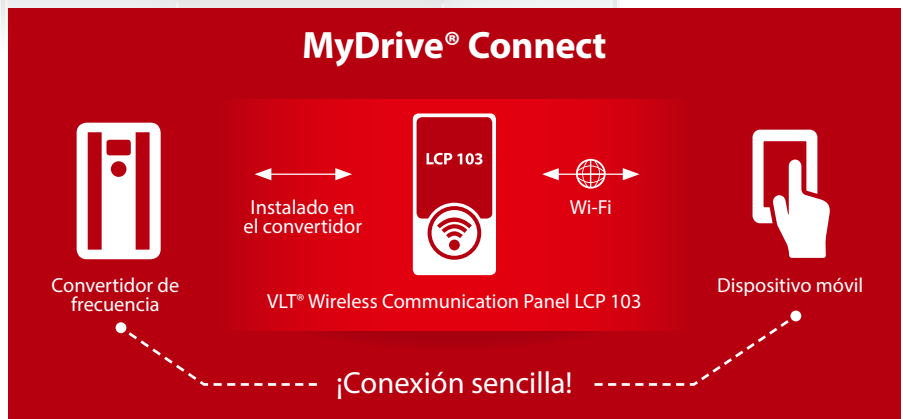 MyDrive® Connect
LCP 103
Instalado en
el convertidor
Wi-Fi
Convertidor de
frecuencia
VLT® Wireless Communication Panel LCP 103
Dispositivo móvil
¡Conexión sencilla!